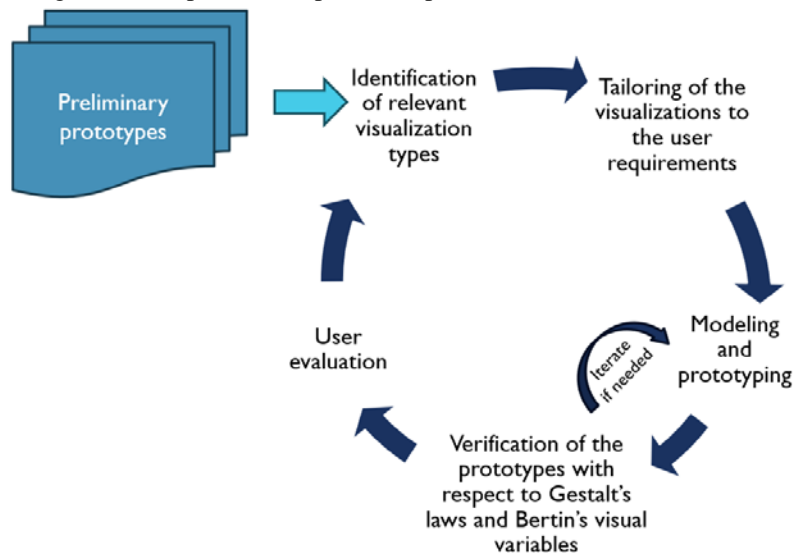 Preliminary
prototypes
Identification
of relevant
visualization
types
Tailoring of the
visualizations to
the user
requirements
Modeling
and
prototyping
Iterate
if needed
Verification of the
prototypes with
respect to Gestalt's
laws and Bertin's visual
variables
User
evaluation